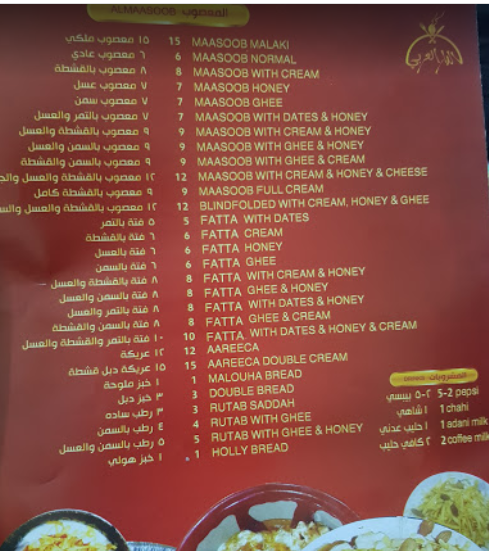 المعصوب ALMAASOOB
١٥ معصوب ملكي 15 MAASOOB MALAKI
٦ معصوب عادي 6 MAASOOB NORMAL
٨ معصوب بالقشطة 8 MAASOOB WITH CREAM
٧ معصوب عسل 7 MAASOOB HONEY
٧ معصوب سمن 7 MAASOOB GHEE
٧ معصوب بالتمر والعسل 7 MAASOOB WITH DATES & HONEY
٩ معصوب بالقشطة والعسل 9 MAASOOB WITH CREAM & HONEY
٩ معصوب بالسمن والعسل 9 MAASOOB WITH GHEE & HONEY
٩ معصوب بالسمن والقشطة 9 MAASOOB WITH GHEE & CREAM
١٢ معصوب بالقشطة والعسل 12 MAASOOB WITH CREAM & HONEY & CHEESE
٩ معصوب بالقشطة كامل 9 MAASOOB FULL CREAM
١٢ معصوب بالقشطة والعسل 12 BLINDFOLDED WITH CREAM, HONEY & GHEE
٥ فتة بالتمر 5 FATTA WITH DATES
٦ فتة بالقشطة 6 FATTA CREAM
٦ فتة بالعسل 6 FATTA HONEY
٦ فتة بالسمن 6 FATTA GHEE
٨ فتة بالقشطة والعسل 8 FATTA WITH CREAM & HONEY
٨ فتة بالسمن والعسل 8 FATTA GHEE & HONEY
٨ فتة بالتمر والعسل 8 FATTA WITH DATES & HONEY
٨ فتة بالسمن والقشطة 8 FATTA GHEE & CREAM
١٠ فتة بالتمر والقشطة والعسل 10 FATTA. WITH DATES & HONEY & CREAM
١٢ عريكة 12 AAREECA
١٥ عريكة دبل قشطة 15 AAREECA DOUBLE CREAM
١ خبز ملوحة 1 MALOUHA BREAD
٣ خبز دبل 3 DOUBLE BREAD
٣ رطب ساده 3 RUTAB SADDAH
٤ رطب بالسمن 4 RUTAB WITH GHEE
٥ رطب بالسمن والعسل 5 RUTAB WITH GHEE & HONEY
١ خبز هولي 1 HOLLY BREAD
المشروبات
٢-٥ بيبسي 5-2 pepsi
١ شاهي 1 chahi
١ حليب عدني 1 adani milk
٢ كافي حليب 2 coffee milk